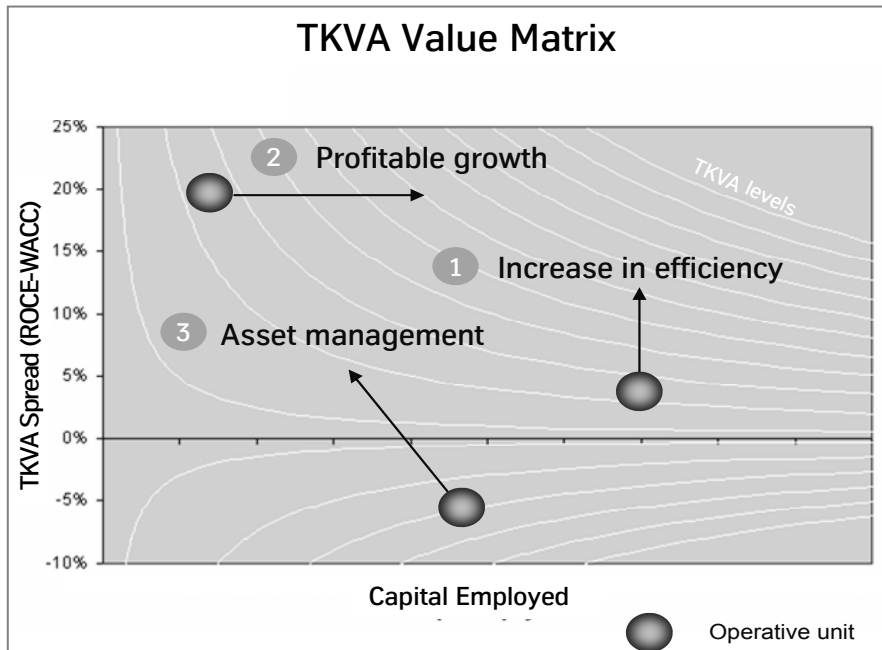 TKVA Value Matrix
TKVA Spread (ROCE-WACC)
25%
20%
15%
10%
5%
0%
-5%
-10%
2 Profitable growth
TKVA levels
1 Increase in efficiency
3 Asset management
Capital Employed
Operative unit